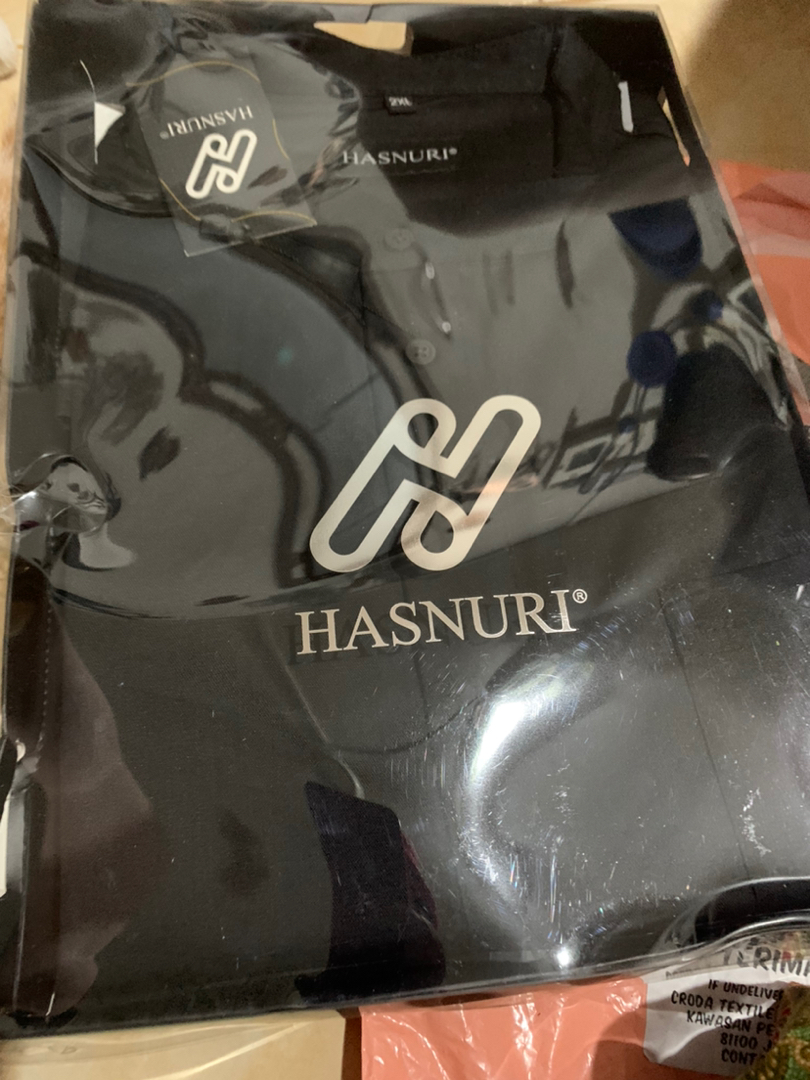 HASNURI®
2XL
HASNURI®
HASNURI®
IF UNDELIVE
CRODA TEXTILE
KAWASAN PE
81100 J
CONT